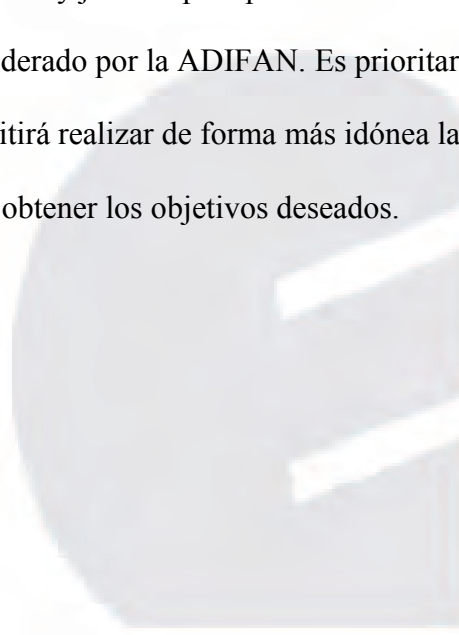 derado por la ADIFAN. Es prioritar
itirá realizar de forma más idónea la
obtener los objetivos deseados.